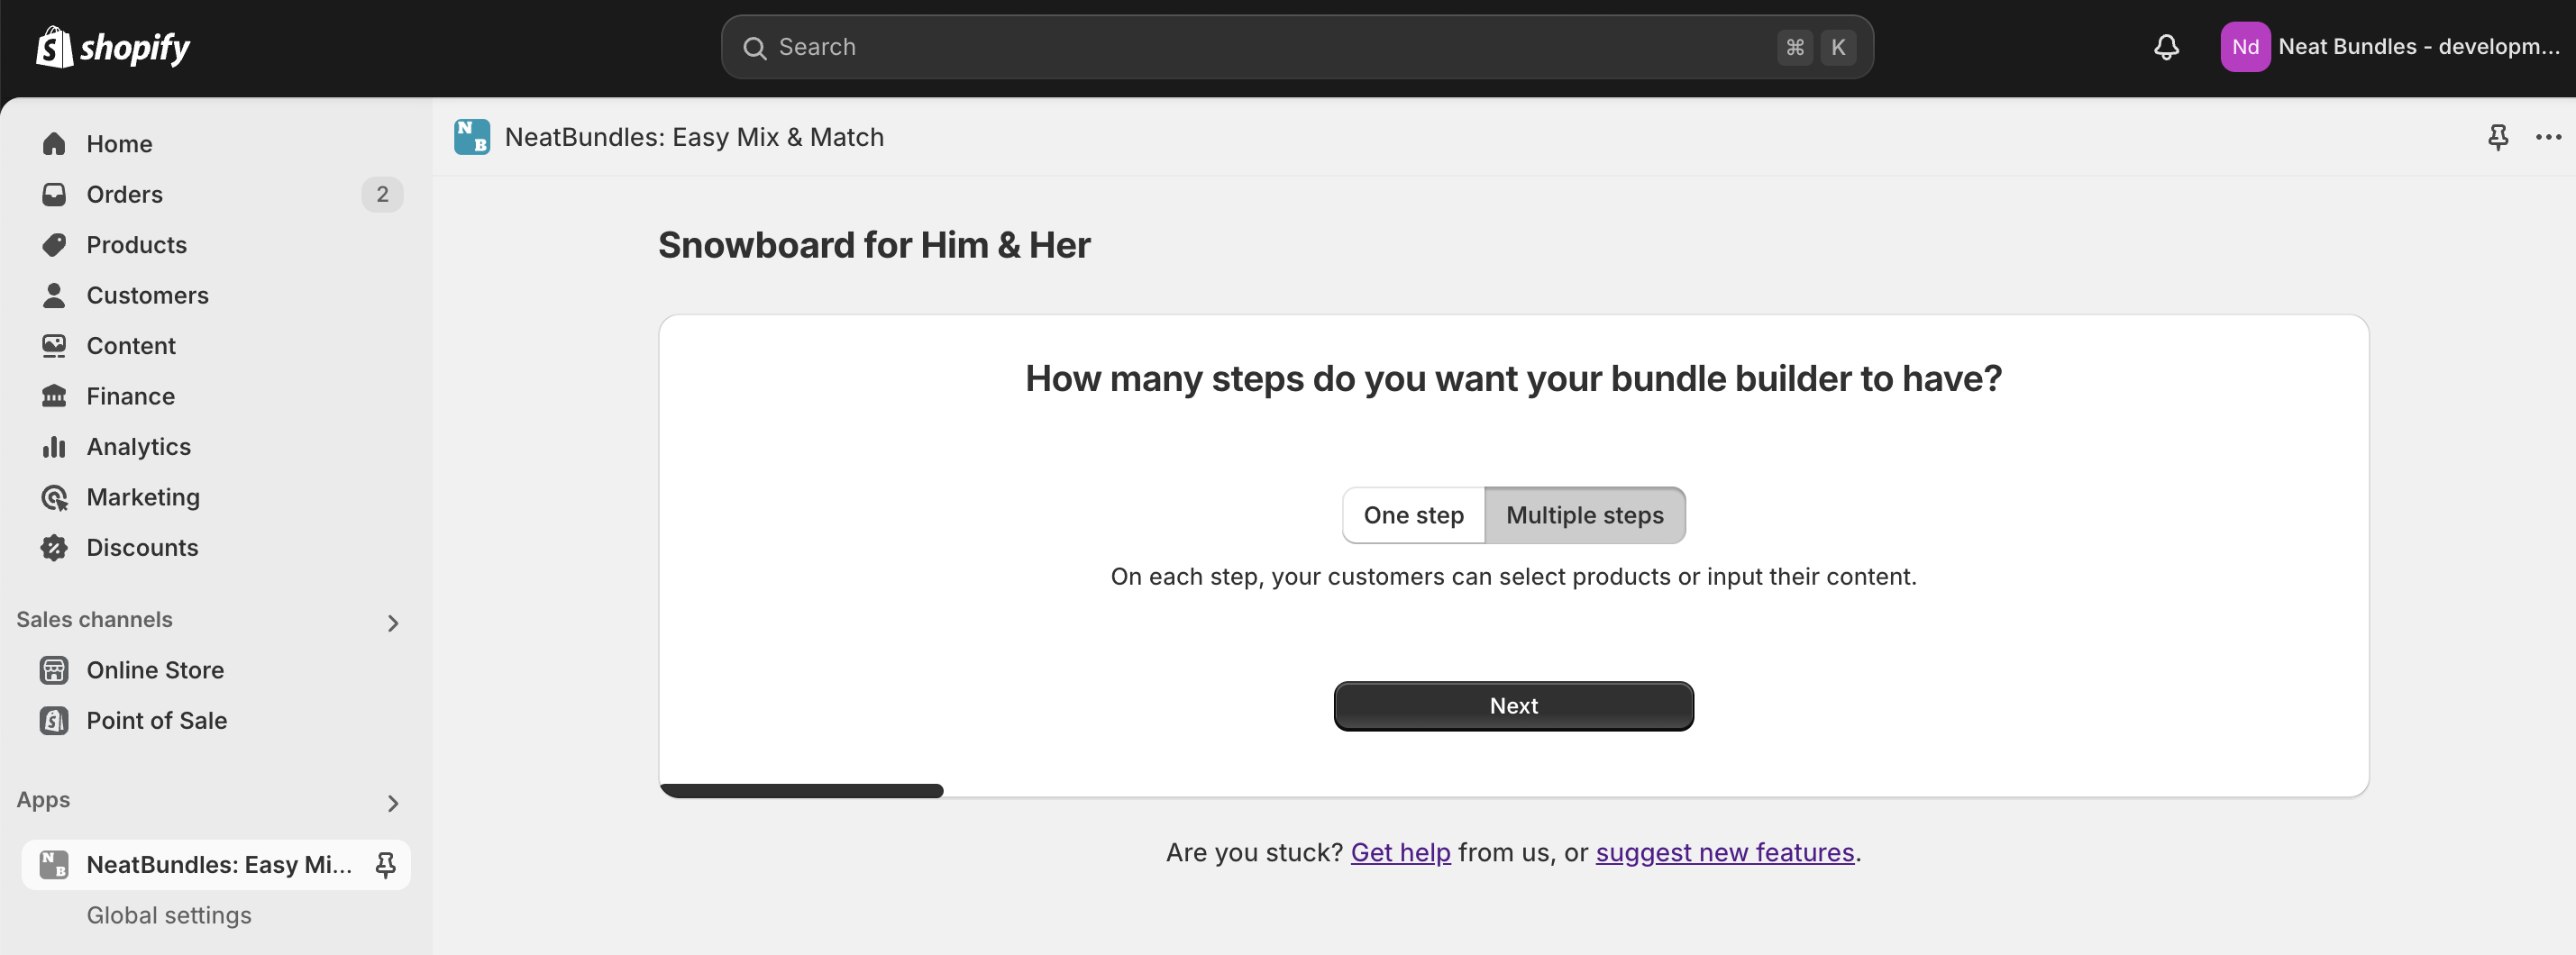 shopify
Search
⌘ K
Nd Neat Bundles - developm...
Home
Orders 2
Products
Customers
Content
Finance
Analytics
Marketing
Discounts
Sales channels
Online Store
Point of Sale
Apps
NB NeatBundles: Easy Mi...
Global settings
NB NeatBundles: Easy Mix & Match
Snowboard for Him & Her
How many steps do you want your bundle builder to have?
One step Multiple steps
On each step, your customers can select products or input their content.
Next
Are you stuck? Get help from us, or suggest new features.